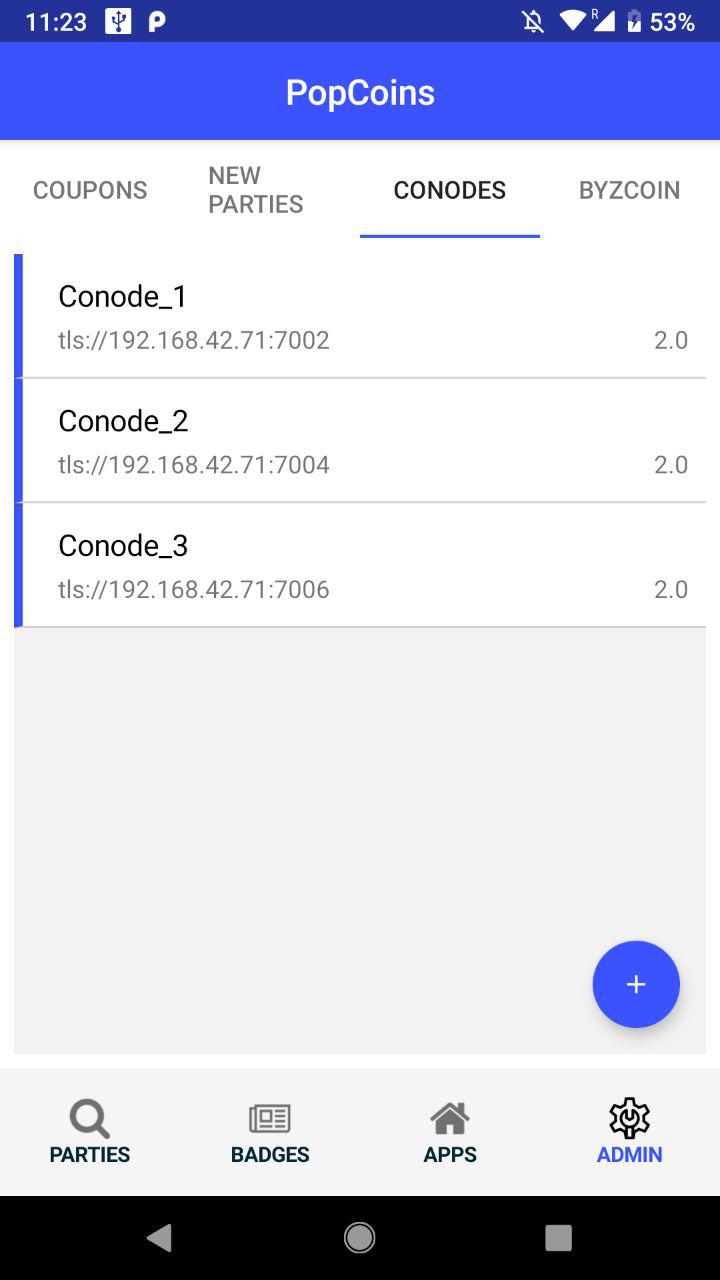 11:23
R
53%
PopCoins
COUPONS
NEW
PARTIES
CONODES
BYZCOIN
Conode_1
tls://192.168.42.71:7002 2.0
Conode_2
tls://192.168.42.71:7004 2.0
Conode_3
tls://192.168.42.71:7006 2.0
+
PARTIES BADGES APPS ADMIN